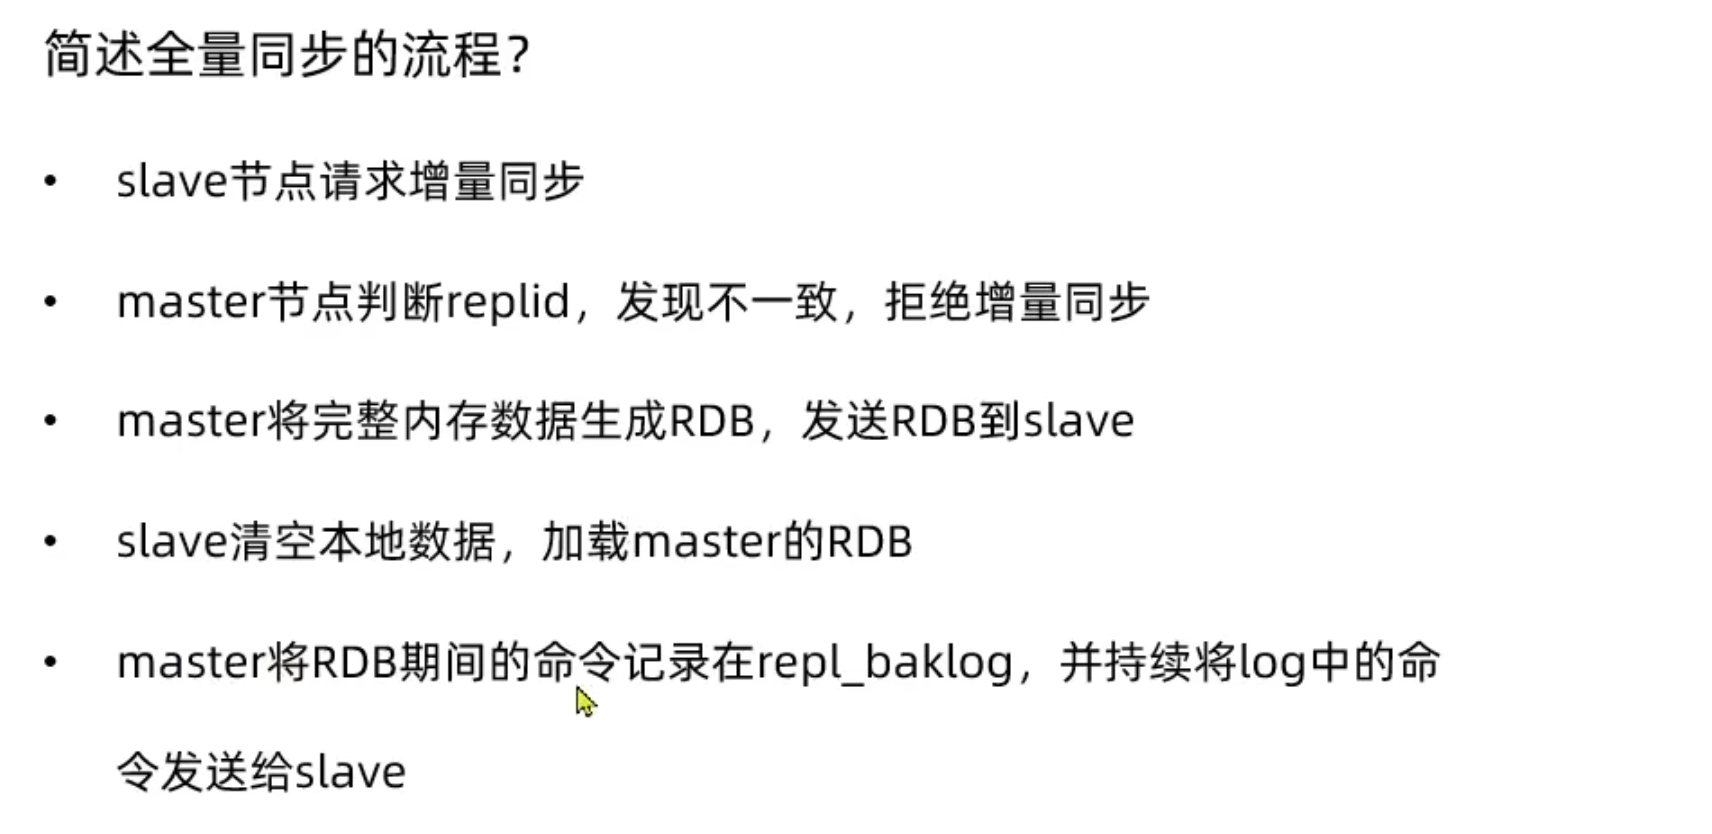 简述全量同步的流程？
• slave节点请求增量同步
• master节点判断replid，发现不一致，拒绝增量同步
• master将完整内存数据生成RDB，发送RDB到slave
• slave清空本地数据，加载master的RDB
• master将RDB期间的命令记录在repl_baklog，并持续将log中的命
令发送给slave